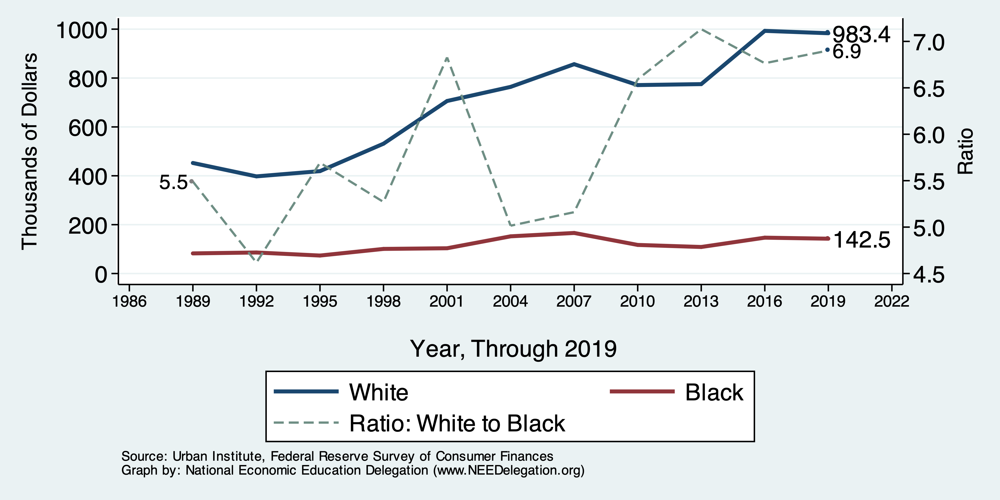 Thousands of Dollars
1000
800
600
400
200
0
5.5
983.4
6.9
142.5
7.0
6.5
6.0
5.5
5.0
4.5
Ratio
1986 1989 1992 1995 1998 2001 2004 2007 2010 2013 2016 2019 2022
Year, Through 2019
White Black
Ratio: White to Black
Source: Urban Institute, Federal Reserve Survey of Consumer Finances
Graph by: National Economic Education Delegation (www.NEEDelegation.org)